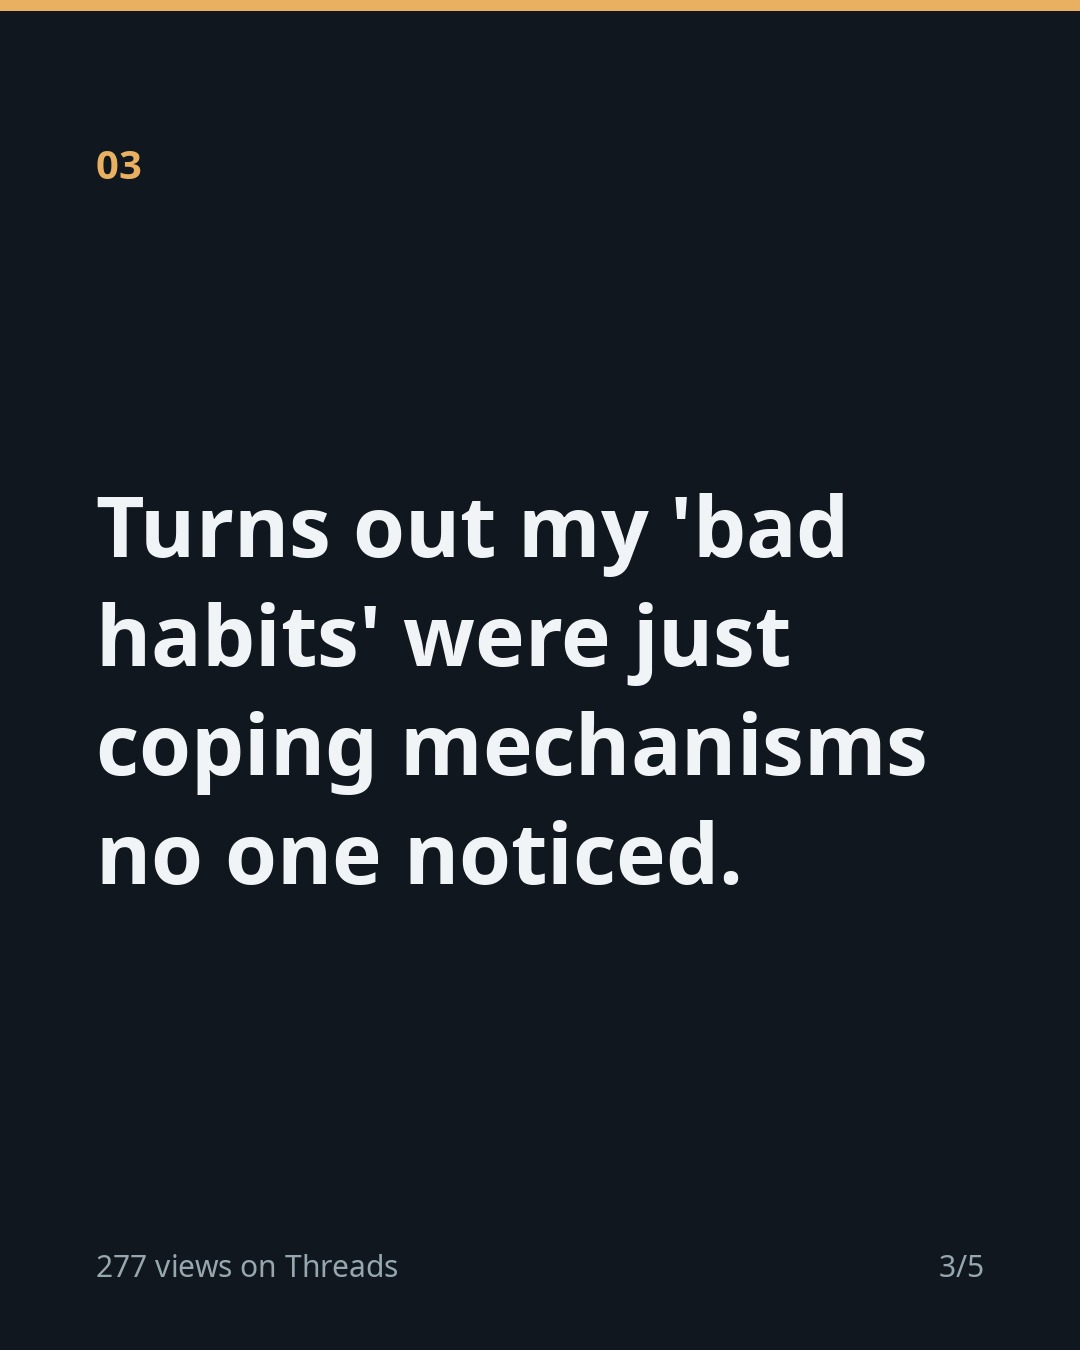 03
Turns out my 'bad
habits' were just
coping mechanisms
no one noticed.
277 views on Threads
3/5